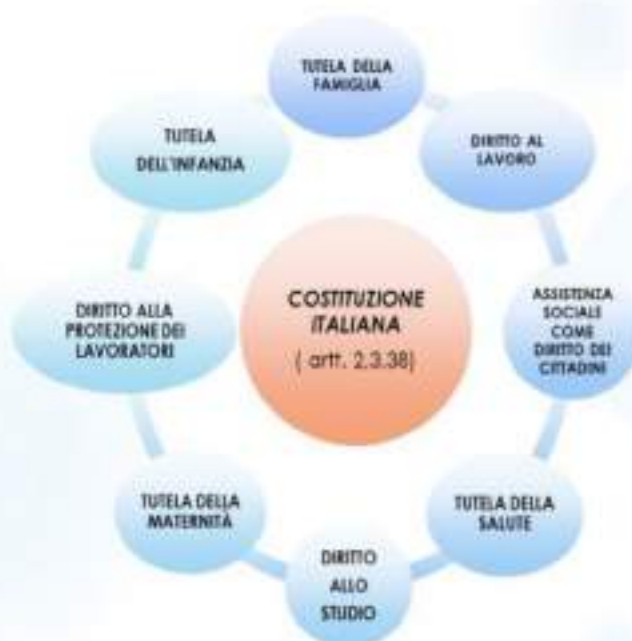 TUTELA DELLA
FAMIGLIA
DIRITTO AL
LAVORO
ASSISTENZA
SOCIALE
COME
DIRITTO DEI
CITTADINI
TUTELA DELLA
SALUTE
DIRITTO
ALLO
STUDIO
TUTELA DELLA
MATERNITÀ
DIRITTO ALLA
PROTEZIONE DEI
LAVORATORI
TUTELA
DELL'INFANZIA
COSTITUZIONE
ITALIANA
( artt. 2.3.38)